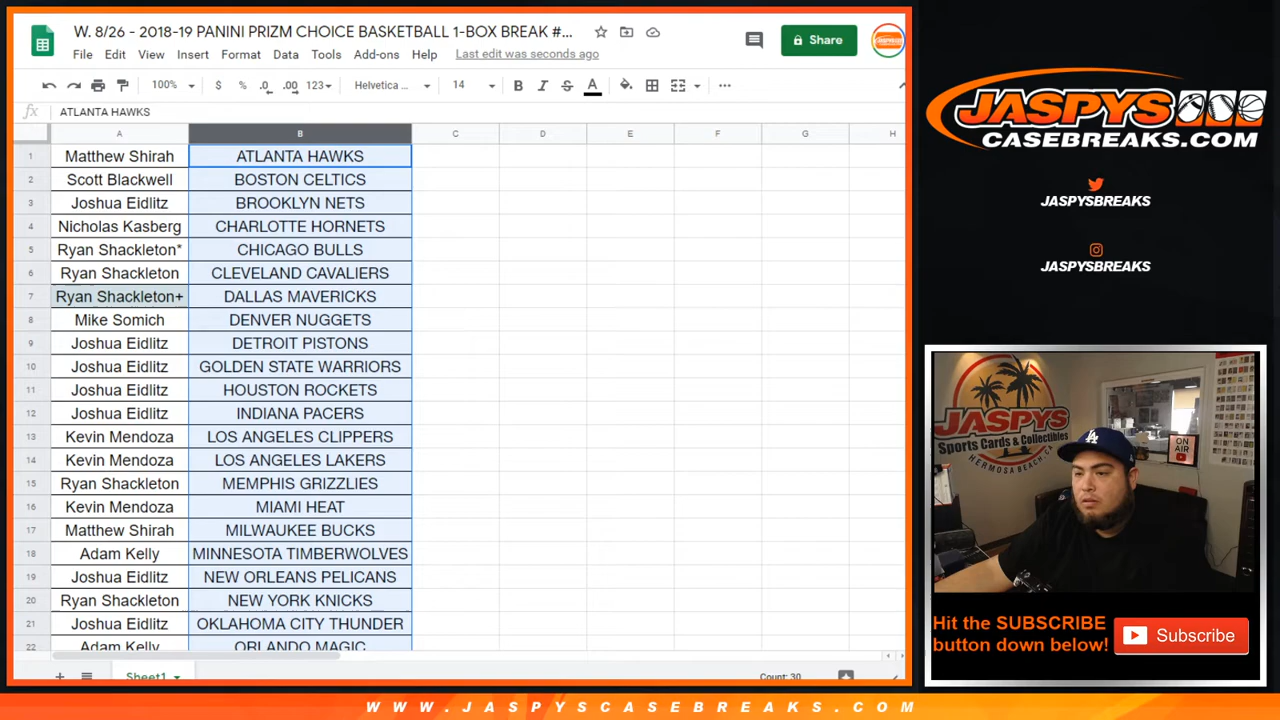 W. 8/26 - 2018-19 PANINI PRIZM CHOICE BASKETBALL 1-BOX BREAK #...
File Edit View Insert Format Data Tools Add-ons Help Last edit was seconds ago
Share
100% $ % .0 .00 123 Helvetica ... 14 B I S A ...
fx ATLANTA HAWKS
A B C D E F G H
1 Matthew Shirah ATLANTA HAWKS
2 Scott Blackwell BOSTON CELTICS
3 Joshua Eidlitz BROOKLYN NETS
4 Nicholas Kasberg CHARLOTTE HORNETS
5 Ryan Shackleton* CHICAGO BULLS
6 Ryan Shackleton CLEVELAND CAVALIERS
7 Ryan Shackleton+ DALLAS MAVERICKS
8 Mike Somich DENVER NUGGETS
9 Joshua Eidlitz DETROIT PISTONS
10 Joshua Eidlitz GOLDEN STATE WARRIORS
11 Joshua Eidlitz HOUSTON ROCKETS
12 Joshua Eidlitz INDIANA PACERS
13 Kevin Mendoza LOS ANGELES CLIPPERS
14 Kevin Mendoza LOS ANGELES LAKERS
15 Ryan Shackleton MEMPHIS GRIZZLIES
16 Kevin Mendoza MIAMI HEAT
17 Matthew Shirah MILWAUKEE BUCKS
18 Adam Kelly MINNESOTA TIMBERWOLVES
19 Joshua Eidlitz NEW ORLEANS PELICANS
20 Ryan Shackleton NEW YORK KNICKS
21 Joshua Eidlitz OKLAHOMA CITY THUNDER
22 Adam Kelly ORLANDO MAGIC
Sheet1 Count: 30
JASPYS
CASEBREAKS.COM
JASPYSBREAKS
JASPYSBREAKS
JASPYS
Sports Cards & Collectibles
HERMOSA BEACH, CA
ON
AIR
Hit the SUBSCRIBE
button down below!
Subscribe
WWW.JASPYSCASEBREAKS.COM